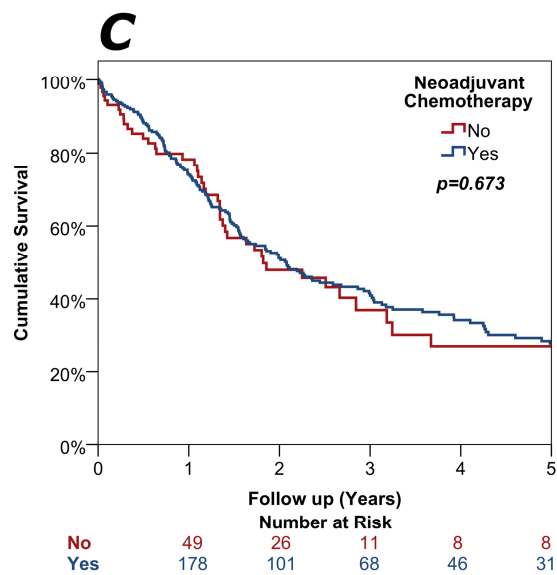 C
100%
80%
60%
40%
20%
0%
Cumulative Survival
Neoadjuvant
Chemotherapy
No
Yes
p=0.673
0 1 2 3 4 5
Follow up (Years)
Number at Risk
No 49 26 11 8 8
Yes 178 101 68 46 31